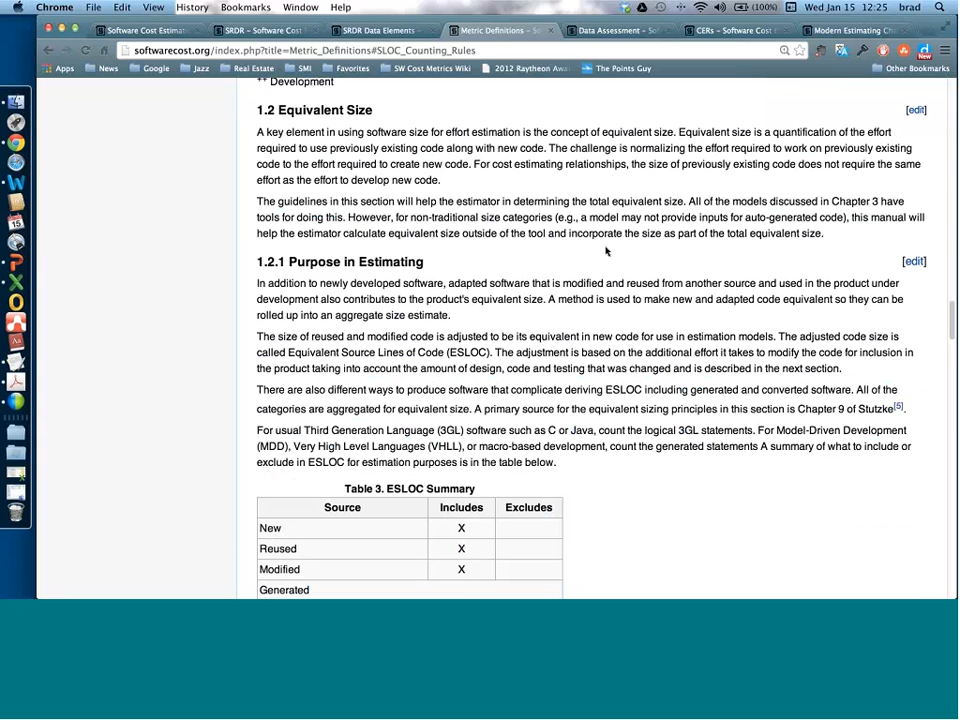 Chrome File Edit View History Bookmarks Window Help (100%) Wed Jan 15 12:25 brad
Software Cost Estimat SRDR – Software Cost SRDR Data Elements – Metric Definitions – So Data Assessment – Sof CERs – Software Cost Modern Estimating Ch
softwarecost.org/index.php?title=Metric_Definitions#SLOC_Counting_Rules
Apps News Google Jazz Real Estate SMI Favorites SW Cost Metrics Wiki 2012 Raytheon Awa The Points Guy Other Bookmarks
** Development
1.2 Equivalent Size [edit]
A key element in using software size for effort estimation is the concept of equivalent size. Equivalent size is a quantification of the effort
required to use previously existing code along with new code. The challenge is normalizing the effort required to work on previously existing
code to the effort required to create new code. For cost estimating relationships, the size of previously existing code does not require the same
effort as the effort to develop new code.
The guidelines in this section will help the estimator in determining the total equivalent size. All of the models discussed in Chapter 3 have
tools for doing this. However, for non-traditional size categories (e.g., a model may not provide inputs for auto-generated code), this manual will
help the estimator calculate equivalent size outside of the tool and incorporate the size as part of the total equivalent size.
1.2.1 Purpose in Estimating [edit]
In addition to newly developed software, adapted software that is modified and reused from another source and used in the product under
development also contributes to the product's equivalent size. A method is used to make new and adapted code equivalent so they can be
rolled up into an aggregate size estimate.
The size of reused and modified code is adjusted to be its equivalent in new code for use in estimation models. The adjusted code size is
called Equivalent Source Lines of Code (ESLOC). The adjustment is based on the additional effort it takes to modify the code for inclusion in
the product taking into account the amount of design, code and testing that was changed and is described in the next section.
There are also different ways to produce software that complicate deriving ESLOC including generated and converted software. All of the
categories are aggregated for equivalent size. A primary source for the equivalent sizing principles in this section is Chapter 9 of Stutzke[5].
For usual Third Generation Language (3GL) software such as C or Java, count the logical 3GL statements. For Model-Driven Development
(MDD), Very High Level Languages (VHLL), or macro-based development, count the generated statements A summary of what to include or
exclude in ESLOC for estimation purposes is in the table below.
Table 3. ESLOC Summary
Source Includes Excludes
New X
Reused X
Modified X
Generated